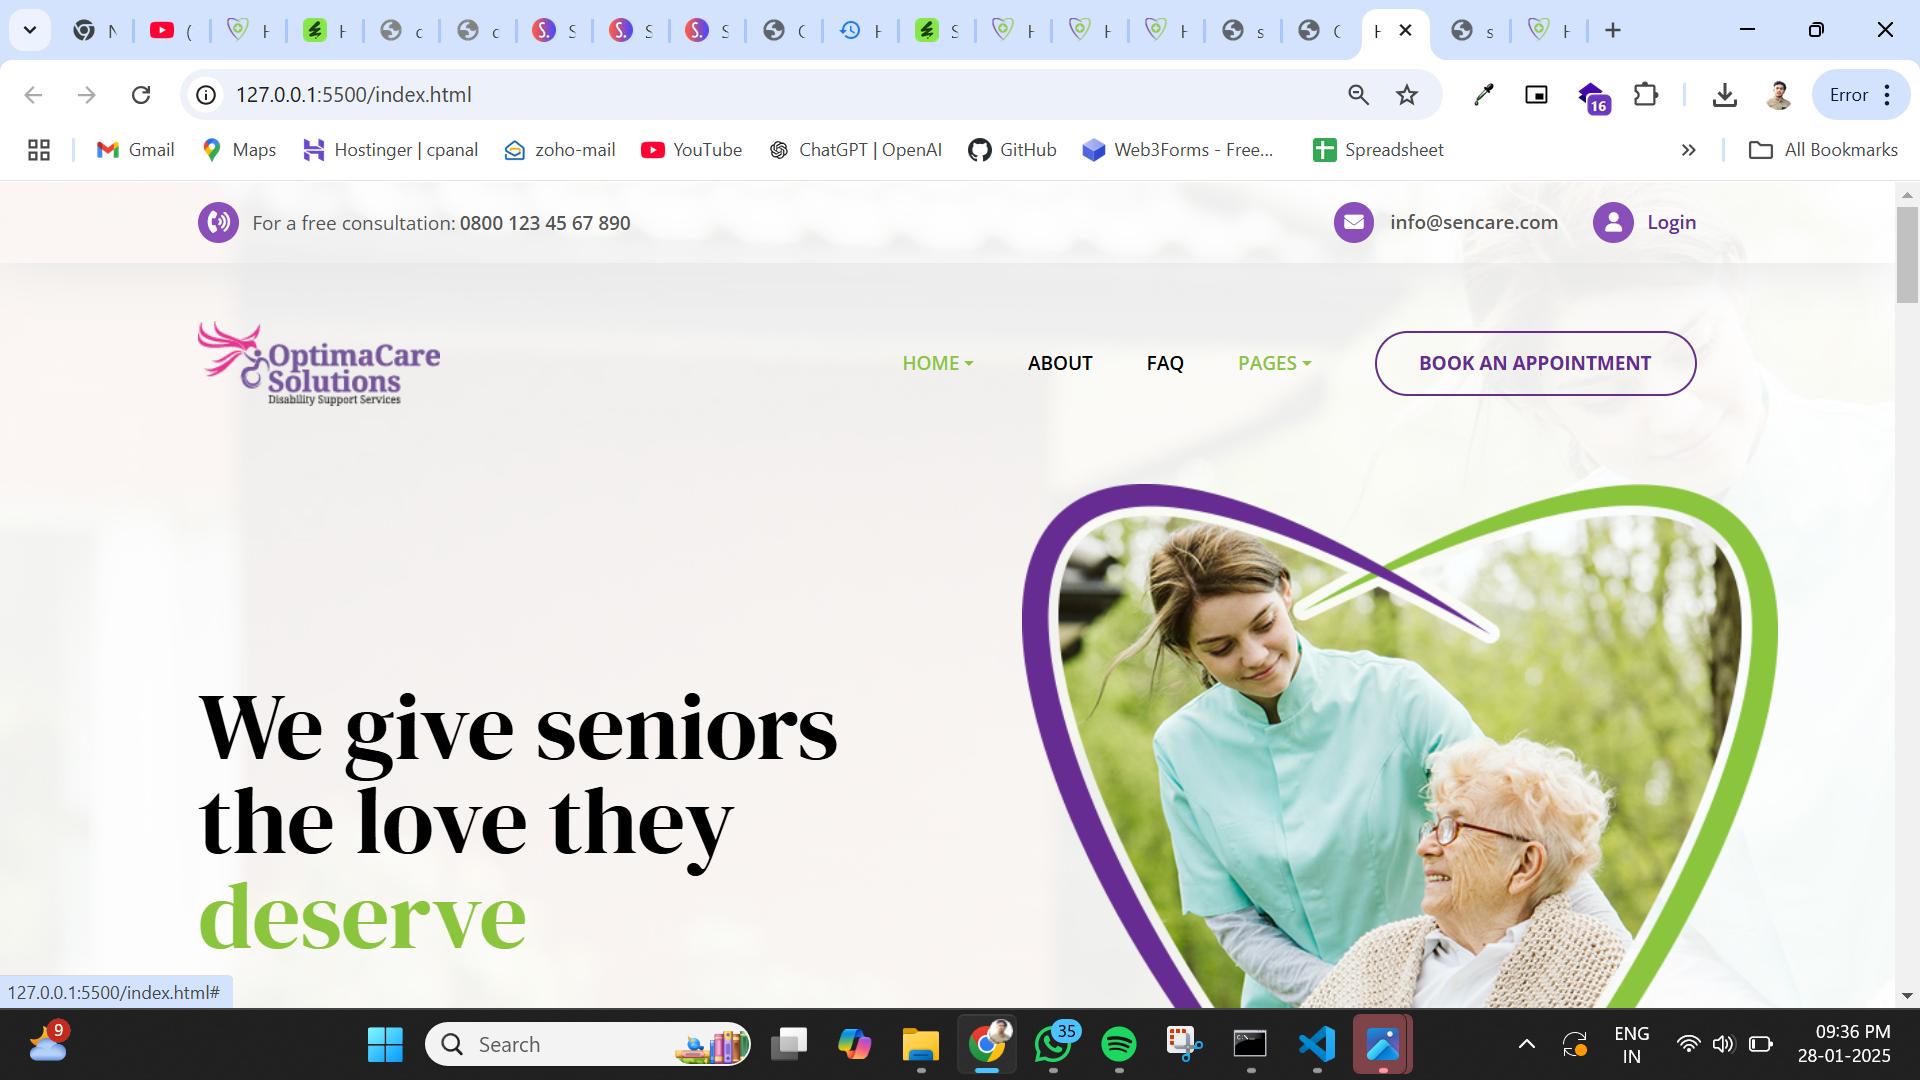 127.0.0.1:5500/index.html
16
Error
Gmail
Maps
Hostinger | cpanal
zoho-mail
YouTube
ChatGPT | OpenAI
GitHub
Web3Forms - Free...
Spreadsheet
All Bookmarks
For a free consultation: 0800 123 45 67 890
info@sencare.com
Login
OptimaCare
Solutions
Disability Support Services
HOME
ABOUT
FAQ
PAGES
BOOK AN APPOINTMENT
We give seniors
the love they
deserve
127.0.0.1:5500/index.html#
9
Search
35
ENG
IN
09:36 PM
28-01-2025